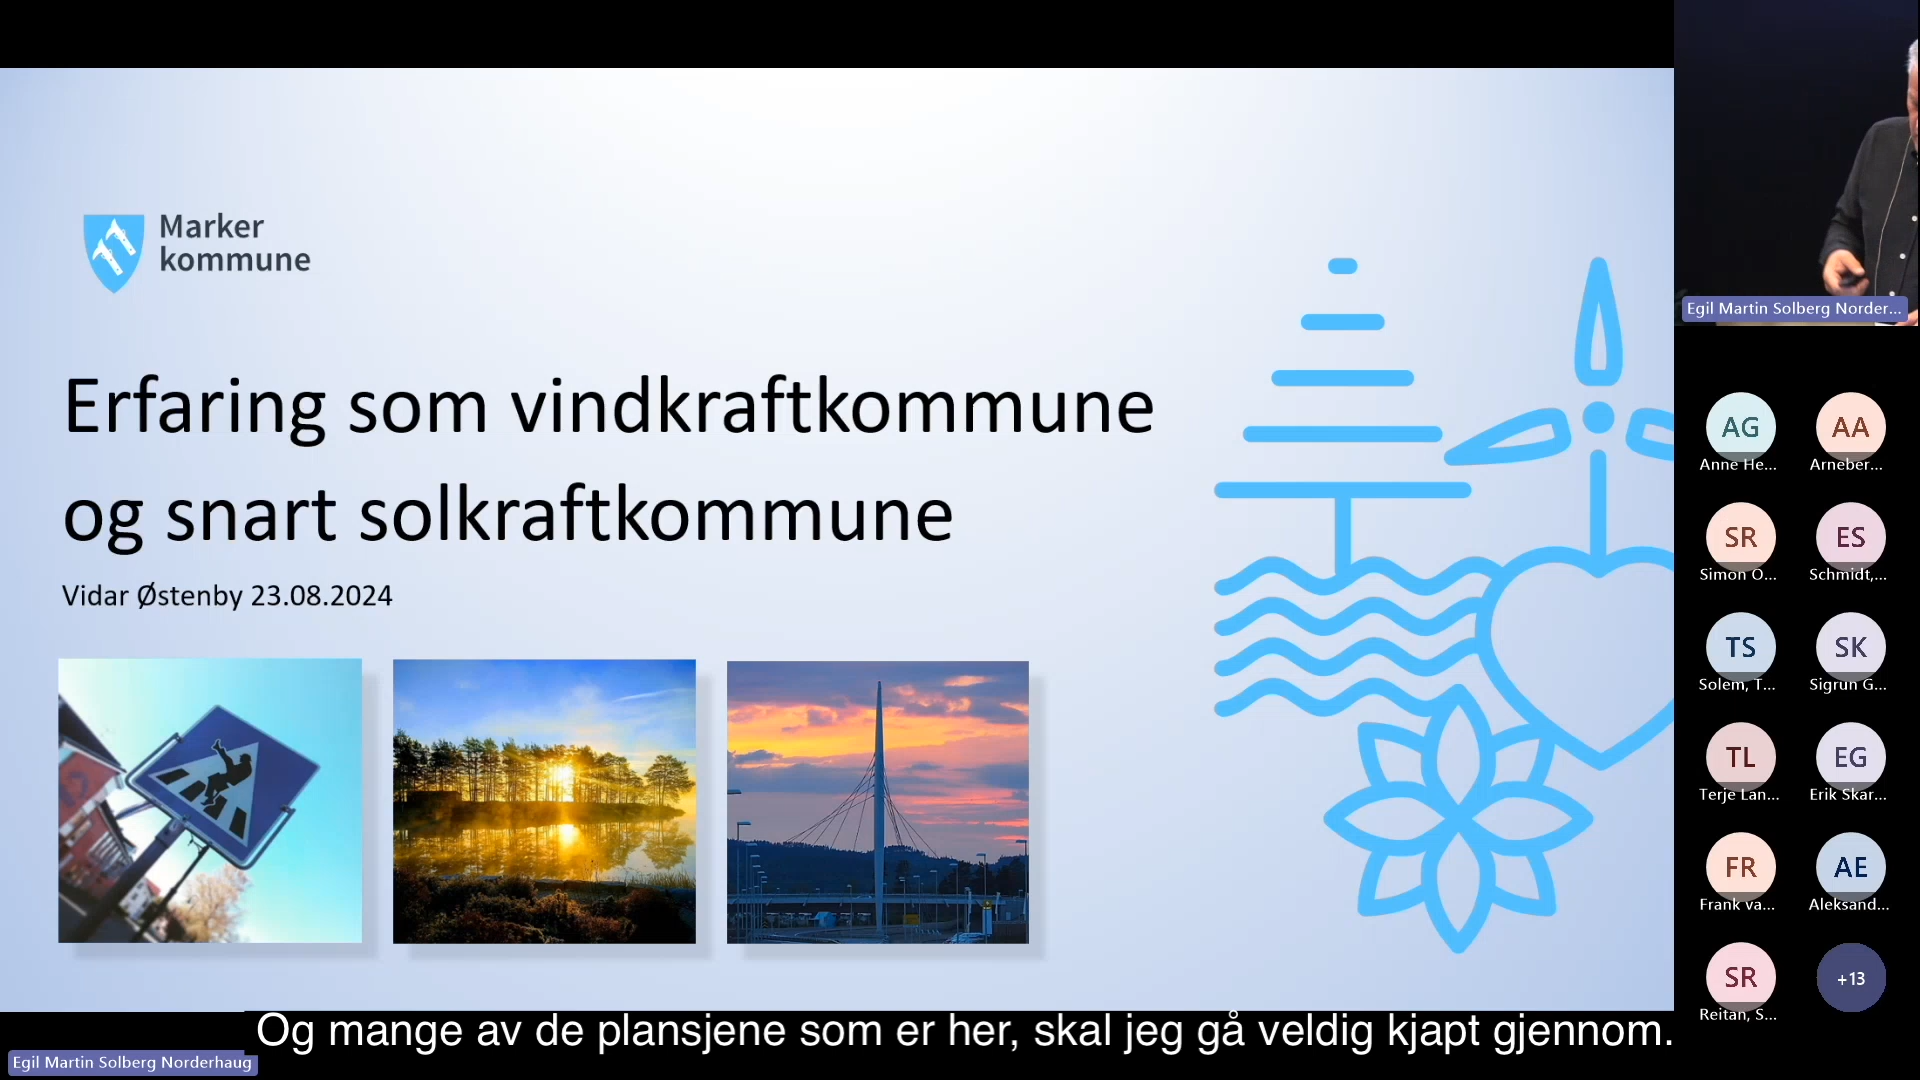 Marker
kommune
Erfaring som vindkraftkommune
og snart solkraftkommune
Vidar Østenby 23.08.2024
Og mange av de plansjene som er her, skal jeg gå veldig kjapt gjennom.
Egil Martin Solberg Norderhaug
Egil Martin Solberg Norder...
AG
AA
Anne He...
Arneber...
SR
ES
Simon O...
Schmidt,...
TS
SK
Solem, T...
Sigrun G...
TL
EG
Terje Lan...
Erik Skar...
FR
AE
Frank va...
Aleksand...
SR
+13
Reitan, S...